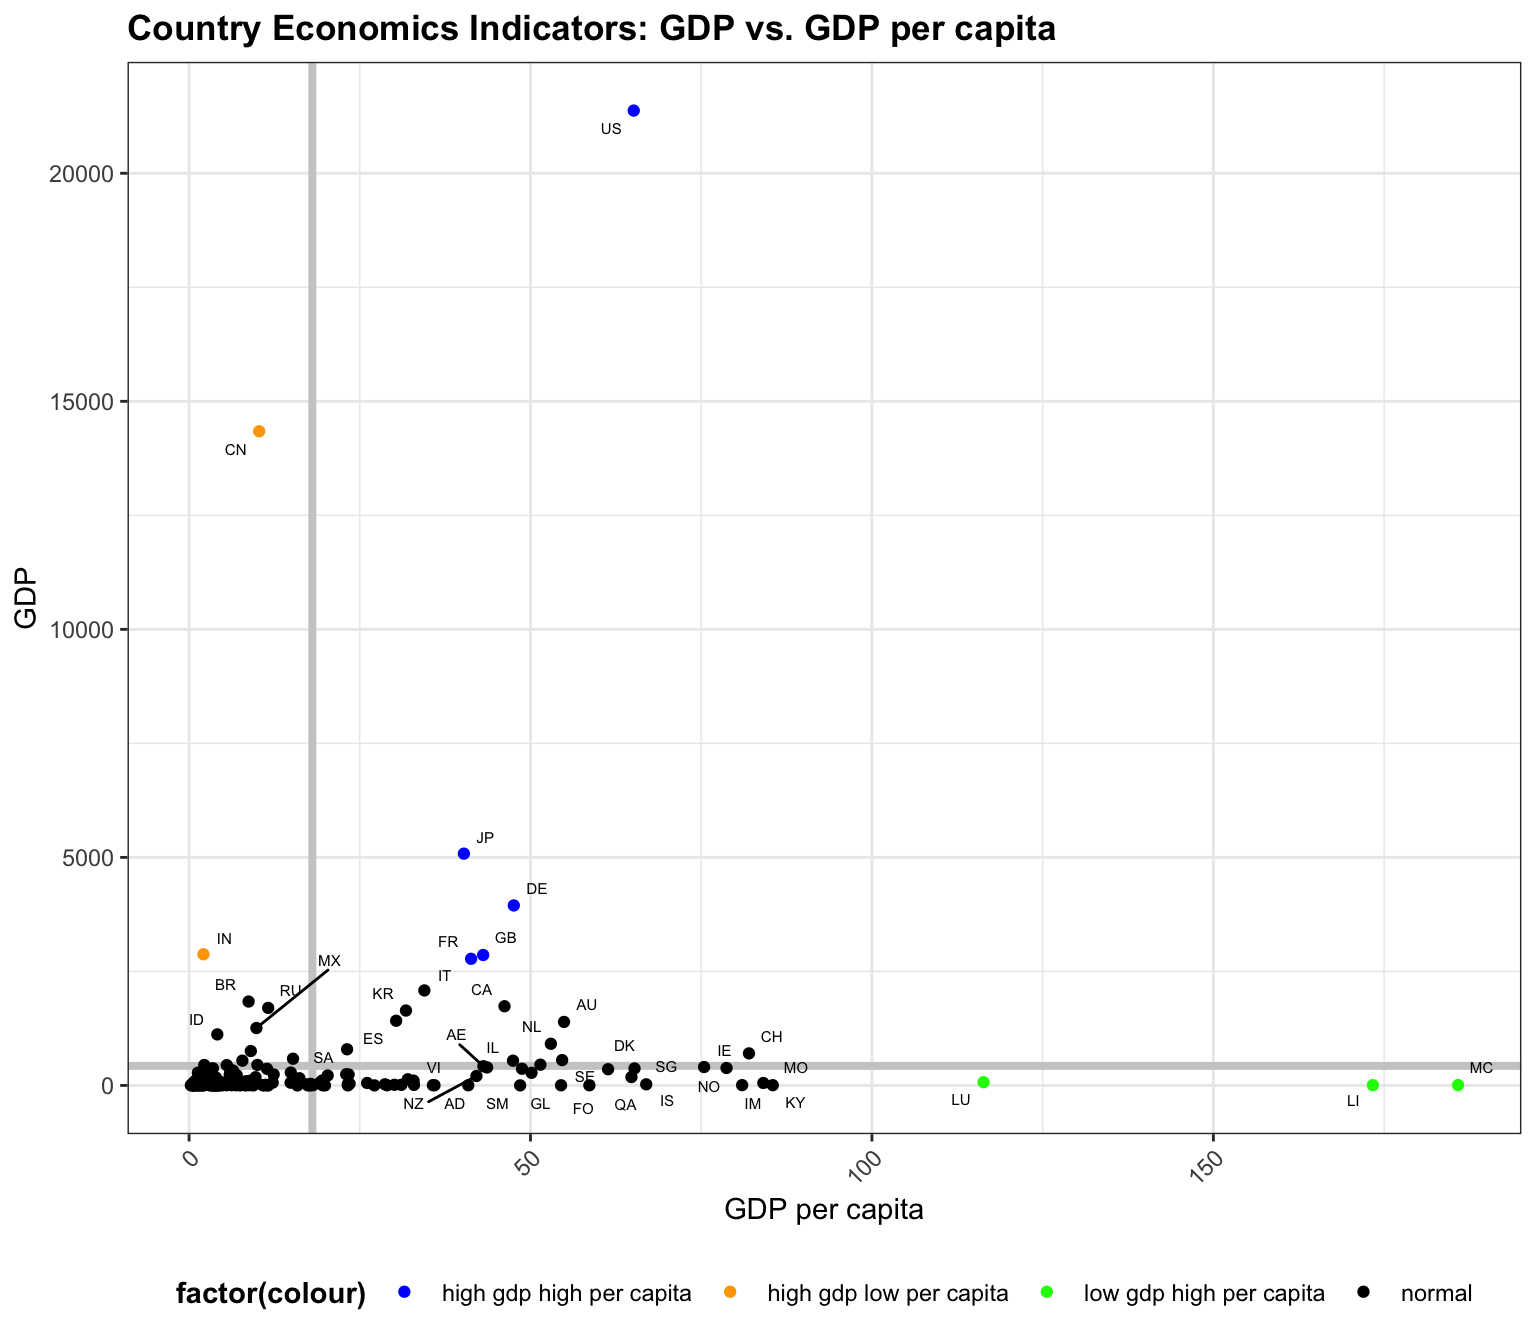 Country Economics Indicators: GDP vs. GDP per capita
US
20000
15000
CN
10000
GDP
JP
5000
DE
IN
FR
GB
MX
IT
BR
RU
KR
CA
AU
ID
NL
AE
ES
IL
DK
IE
CH
SA
VI
SE
SG
NO
MO
MC
0
NZ
AD
SM
GL
FO
QA
IS
IM
KY
LU
LI
0
50
100
150
GDP per capita
factor(colour)
high gdp high per capita
high gdp low per capita
low gdp high per capita
normal